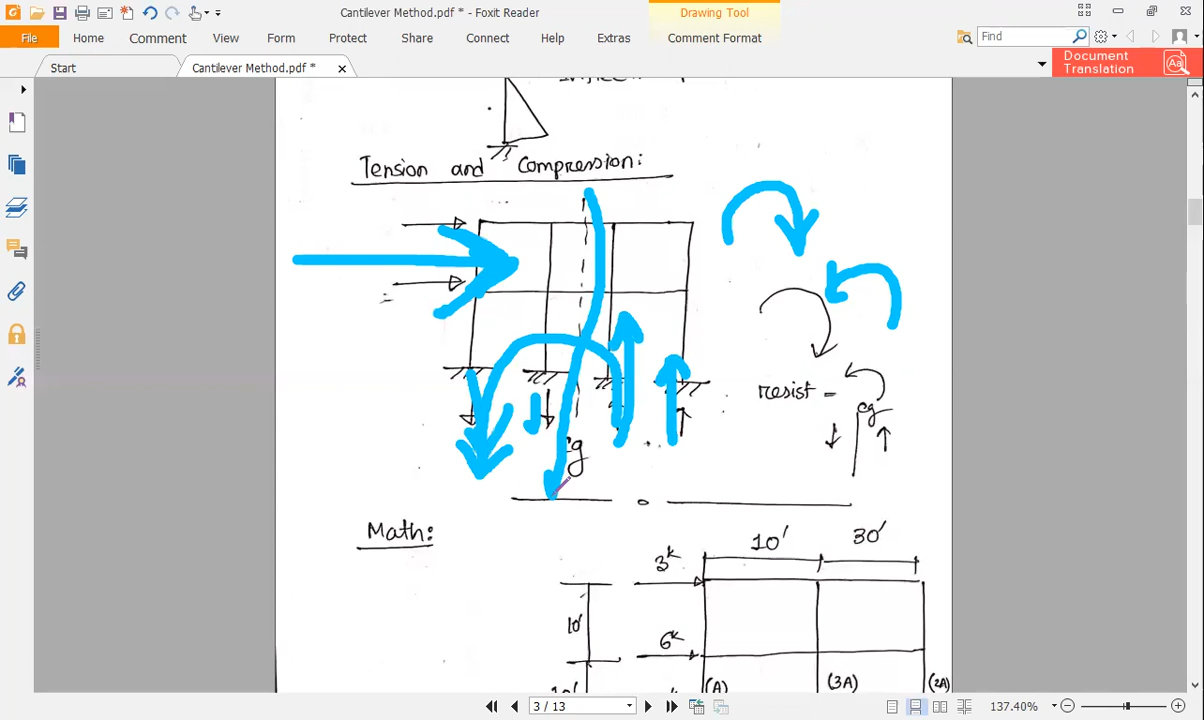 Cantilever Method.pdf * - Foxit Reader
Drawing Tool
File
Home
Comment
View
Form
Protect
Share
Connect
Help
Extras
Comment Format
Find
Start
Cantilever Method.pdf *
Document
Translation
Aa
Tension and Compression:
resist =
cg
cg
Math:
10'
30'
3k
10'
6k
(A)
(3A)
(2A)
3 / 13
137.40%